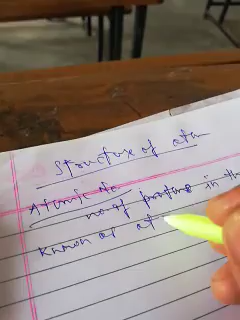 Structure of atom
Atomic No
no of protons in the
Known as at